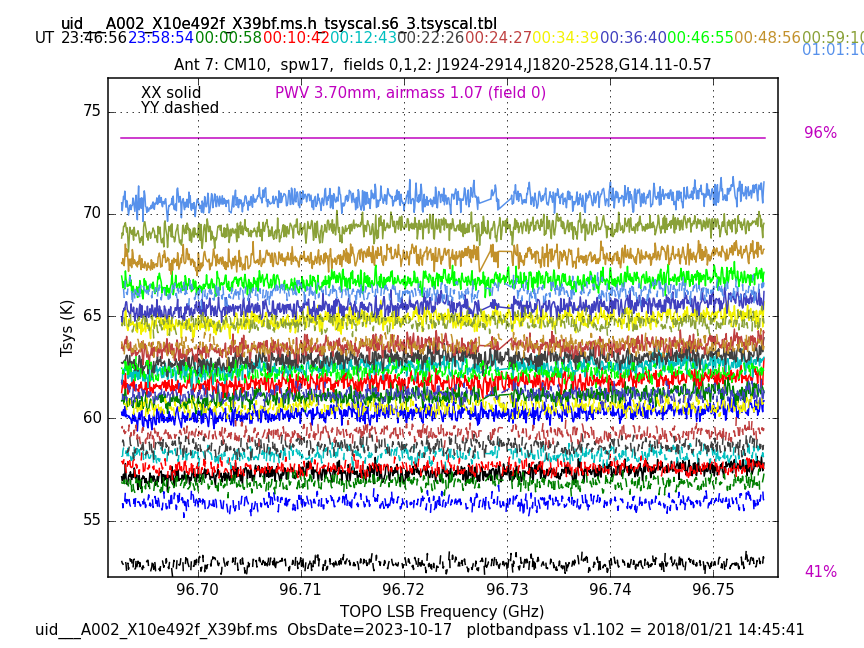 uid___A002_X10e492f_X39bf.ms.h_tsyscal.s6_3.tsyscal.tbl
UT 23:46:56 23:58:54 00:00:58 00:10:42 00:12:43 00:22:26 00:24:27 00:34:39 00:36:40 00:46:55 00:48:56 00:59:10
01:01:10
Ant 7: CM10,  spw17,  fields 0,1,2: J1924-2914,J1820-2528,G14.11-0.57
XX solid
PWV 3.70mm, airmass 1.07 (field 0)
YY dashed
75
96%
70
65
Tsys (K)
60
55
41%
96.70 96.71 96.72 96.73 96.74 96.75
TOPO LSB Frequency (GHz)
uid___A002_X10e492f_X39bf.ms  ObsDate=2023-10-17   plotbandpass v1.102 = 2018/01/21 14:45:41